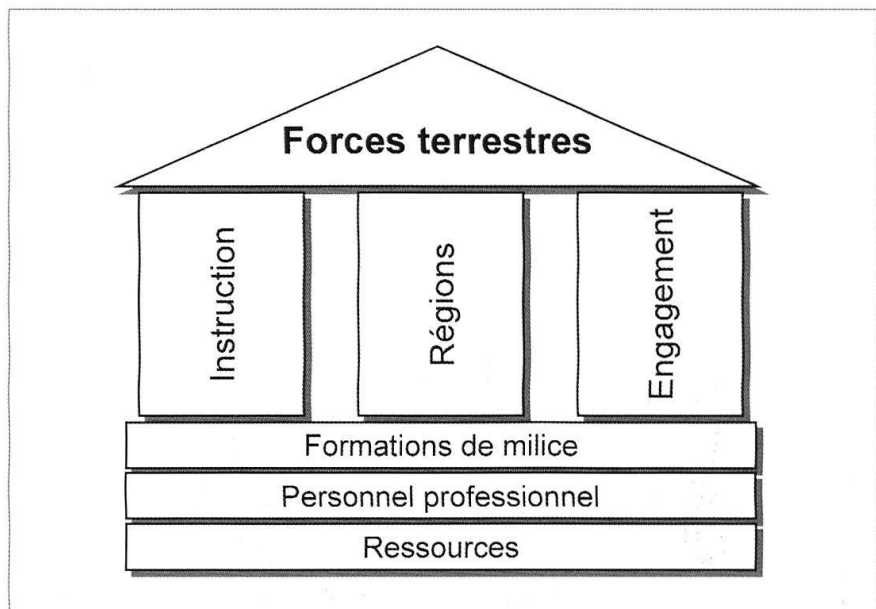 Forces terrestres
Instruction
Régions
Engagement
Formations de milice
Personnel professionnel
Ressources